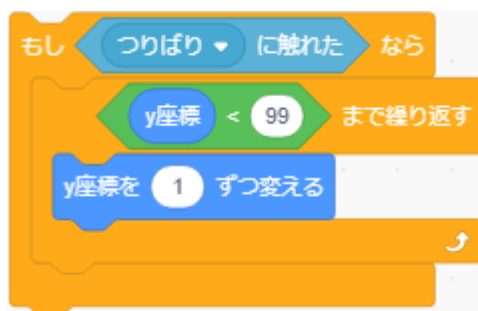 もし つりばり に触れた なら
y座標 < 99 まで繰り返す
y座標を 1 ずつ変える